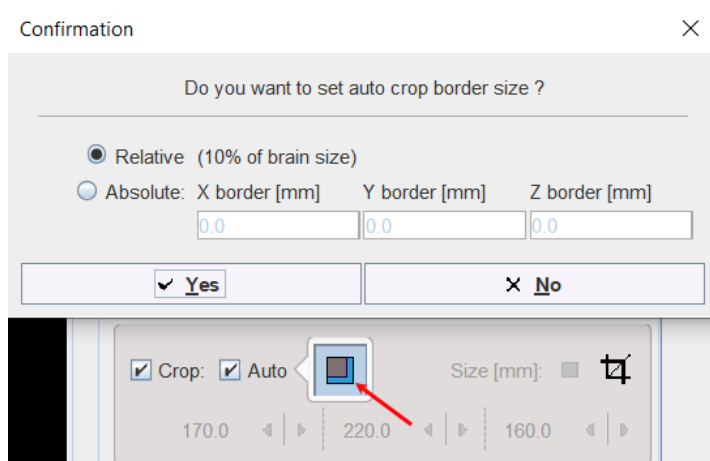 Confirmation
Do you want to set auto crop border size ?
Relative (10% of brain size)
Absolute: X border [mm] Y border [mm] Z border [mm]
0.0 0.0 0.0
Yes No
Crop: Auto Size [mm]:
170.0 220.0 160.0